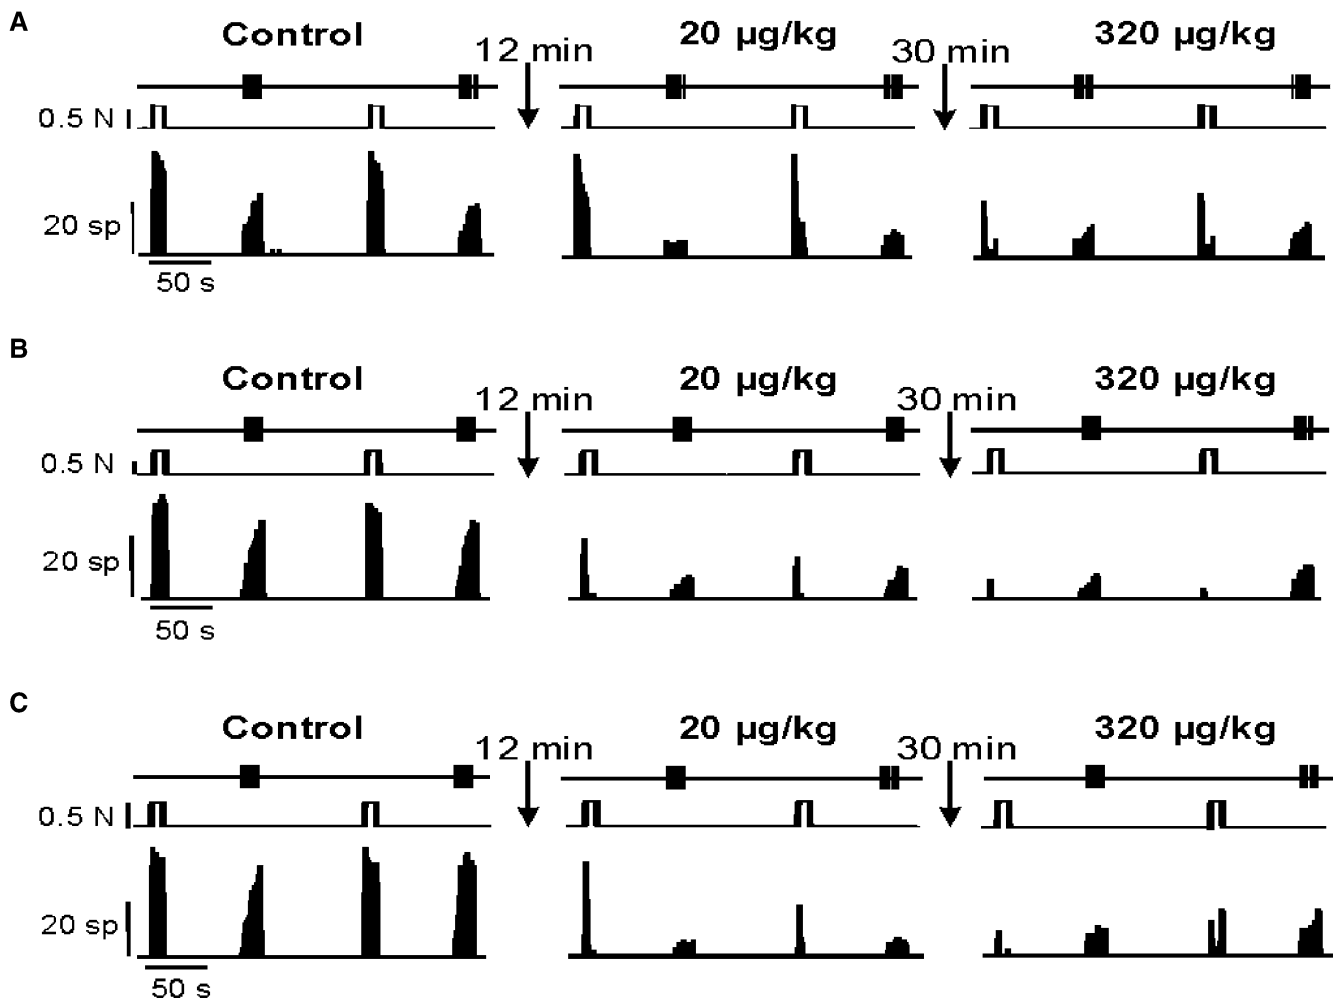 A
Control
12 min
20 µg/kg
30 min
320 µg/kg
0.5 N
20 sp
50 s
B
Control
12 min
20 µg/kg
30 min
320 µg/kg
0.5 N
20 sp
50 s
C
Control
12 min
20 µg/kg
30 min
320 µg/kg
0.5 N
20 sp
50 s